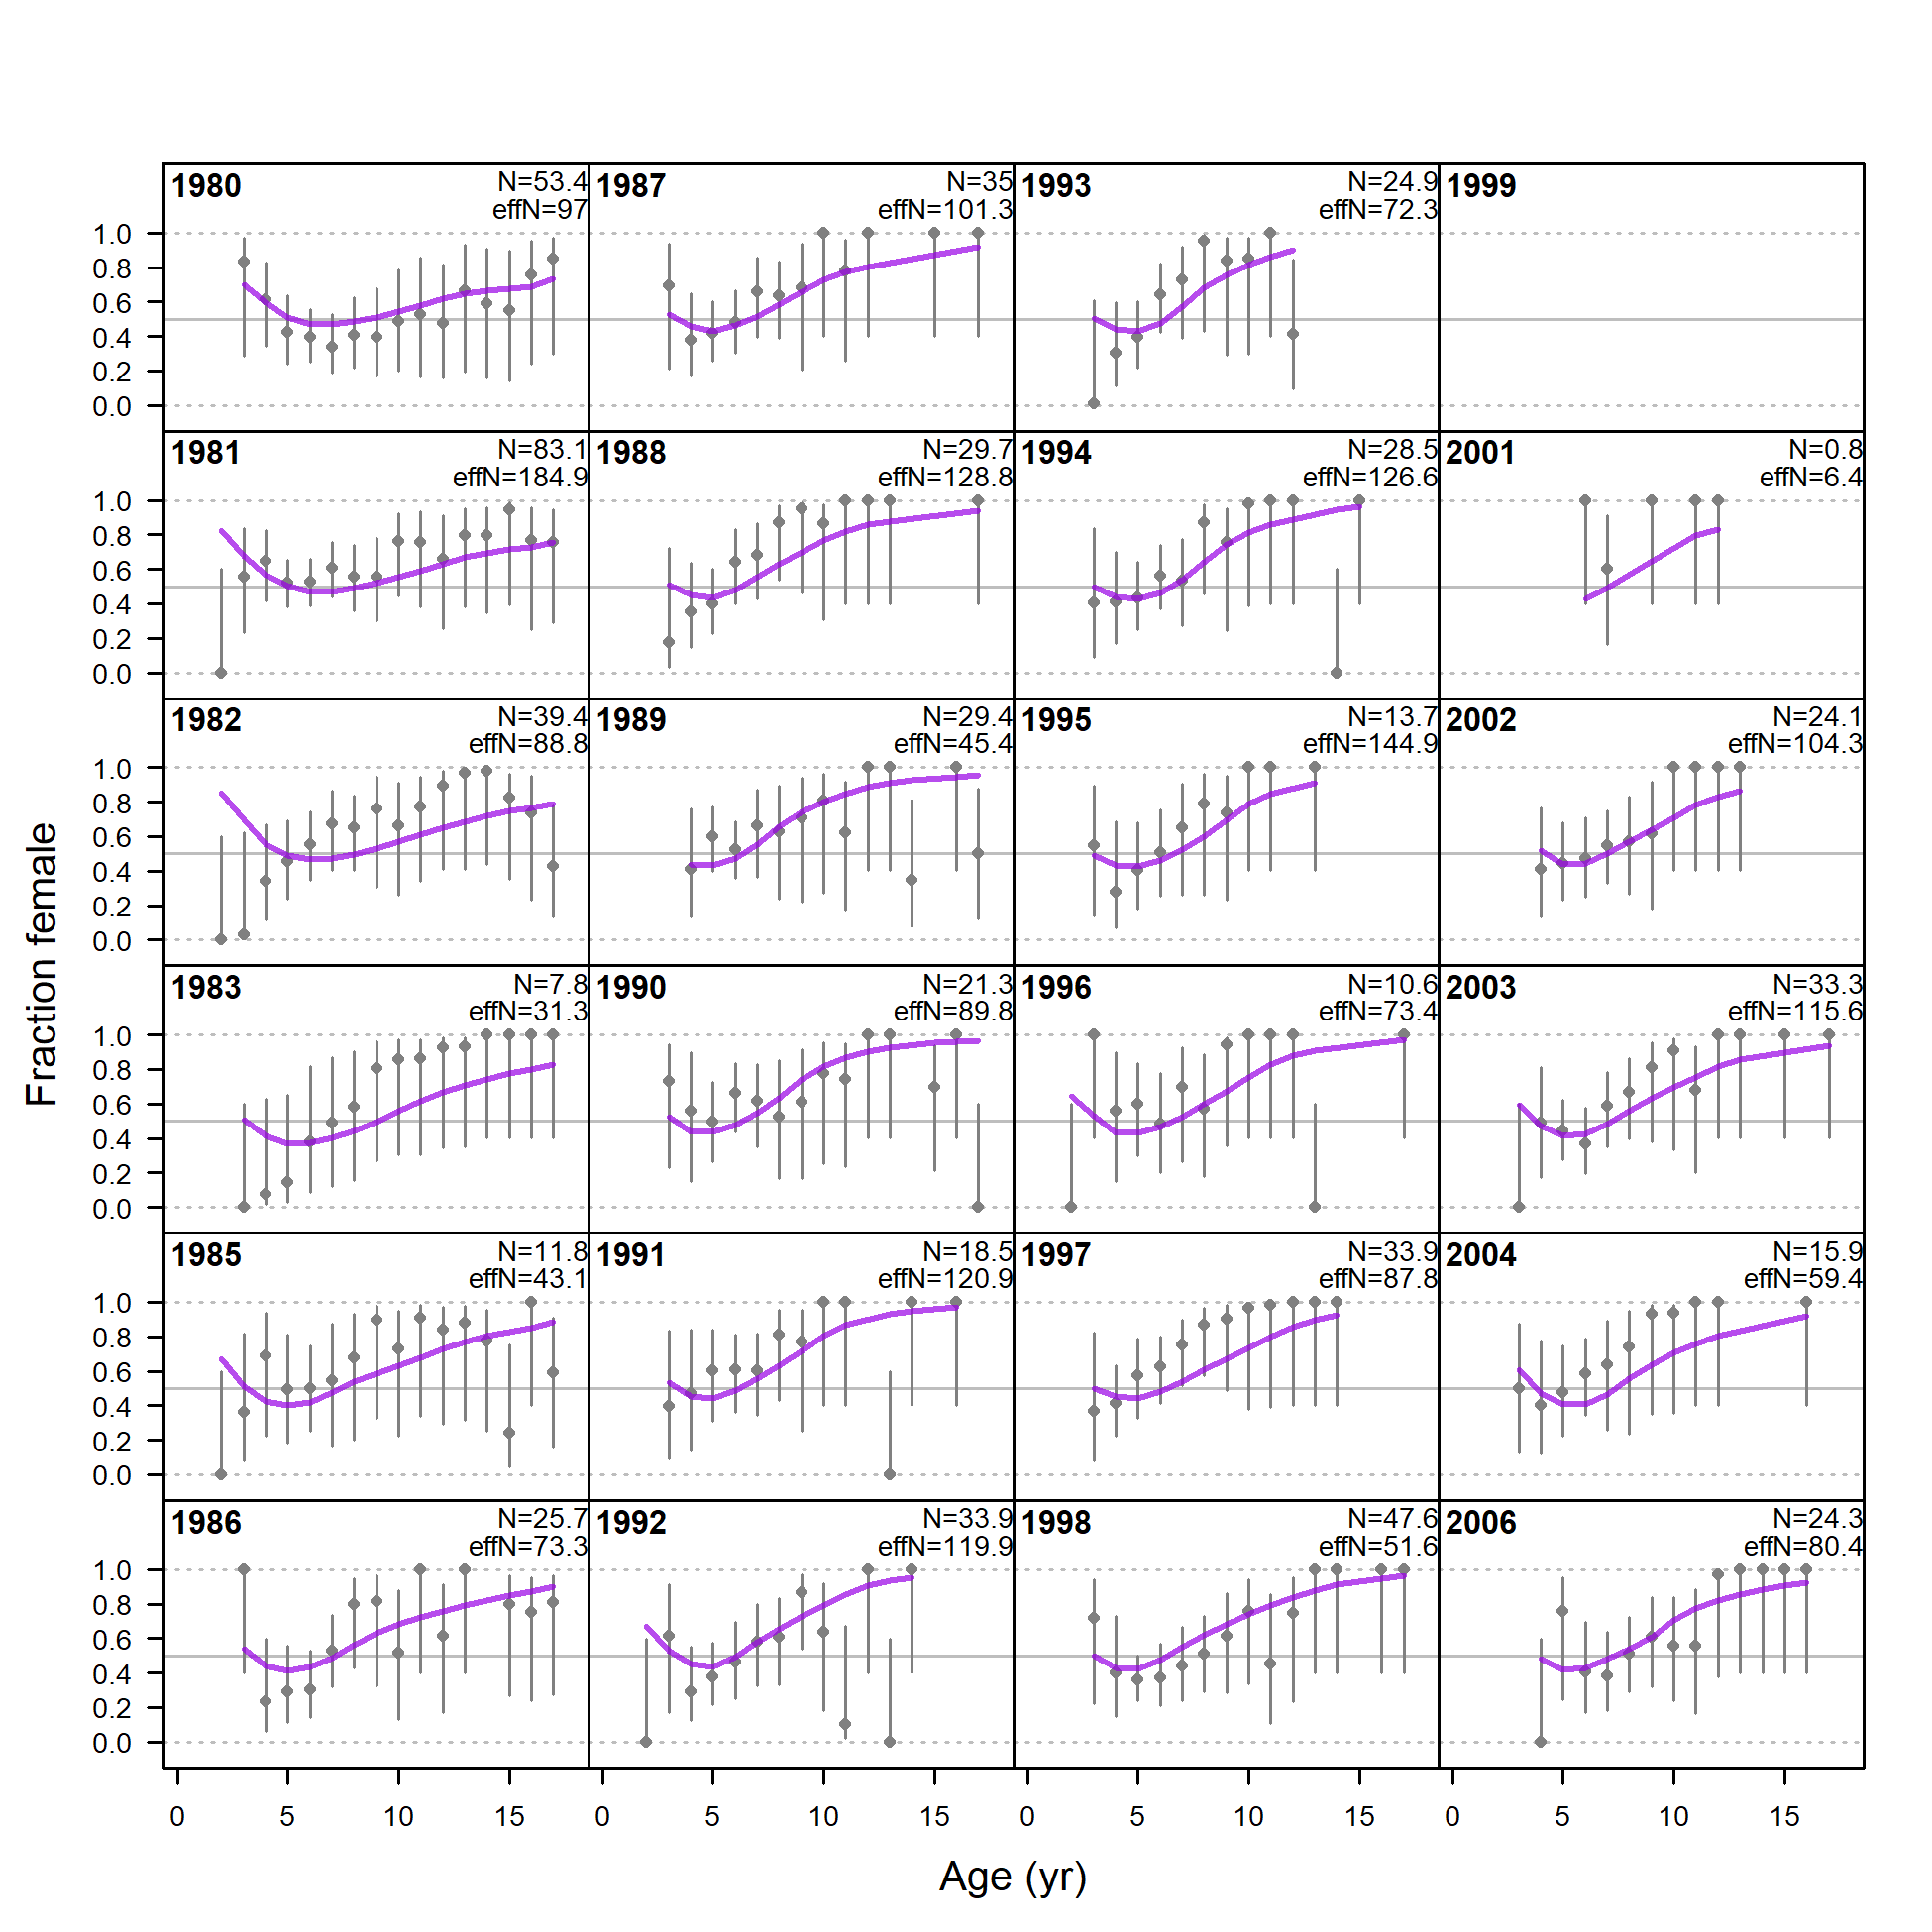 1980
N=53.4
effN=97
1987
N=35
effN=101.3
1993
N=24.9
effN=72.3
1999
1.0
0.8
0.6
0.4
0.2
0.0
1981
N=83.1
effN=184.9
1988
N=29.7
effN=128.8
1994
N=28.5
effN=126.6
2001
N=0.8
effN=6.4
1.0
0.8
0.6
0.4
0.2
0.0
1982
N=39.4
effN=88.8
1989
N=29.4
effN=45.4
1995
N=13.7
effN=144.9
2002
N=24.1
effN=104.3
1.0
0.8
0.6
0.4
0.2
0.0
1983
N=7.8
effN=31.3
1990
N=21.3
effN=89.8
1996
N=10.6
effN=73.4
2003
N=33.3
effN=115.6
1.0
0.8
0.6
0.4
0.2
0.0
1985
N=11.8
effN=43.1
1991
N=18.5
effN=120.9
1997
N=33.9
effN=87.8
2004
N=15.9
effN=59.4
1.0
0.8
0.6
0.4
0.2
0.0
1986
N=25.7
effN=73.3
1992
N=33.9
effN=119.9
1998
N=47.6
effN=51.6
2006
N=24.3
effN=80.4
1.0
0.8
0.6
0.4
0.2
0.0
0 5 10 15 0 5 10 15 0 5 10 15 0 5 10 15
Age (yr)
Fraction female